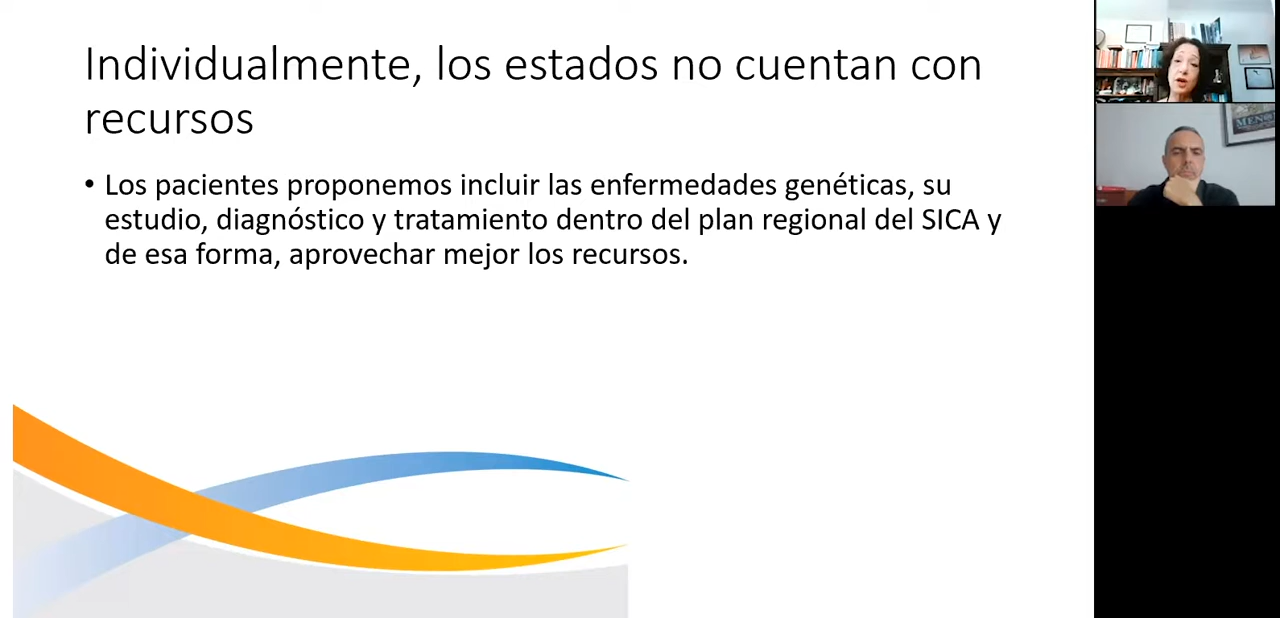 Individualmente, los estados no cuentan con
recursos
• Los pacientes proponemos incluir las enfermedades genéticas, su
estudio, diagnóstico y tratamiento dentro del plan regional del SICA y
de esa forma, aprovechar mejor los recursos.